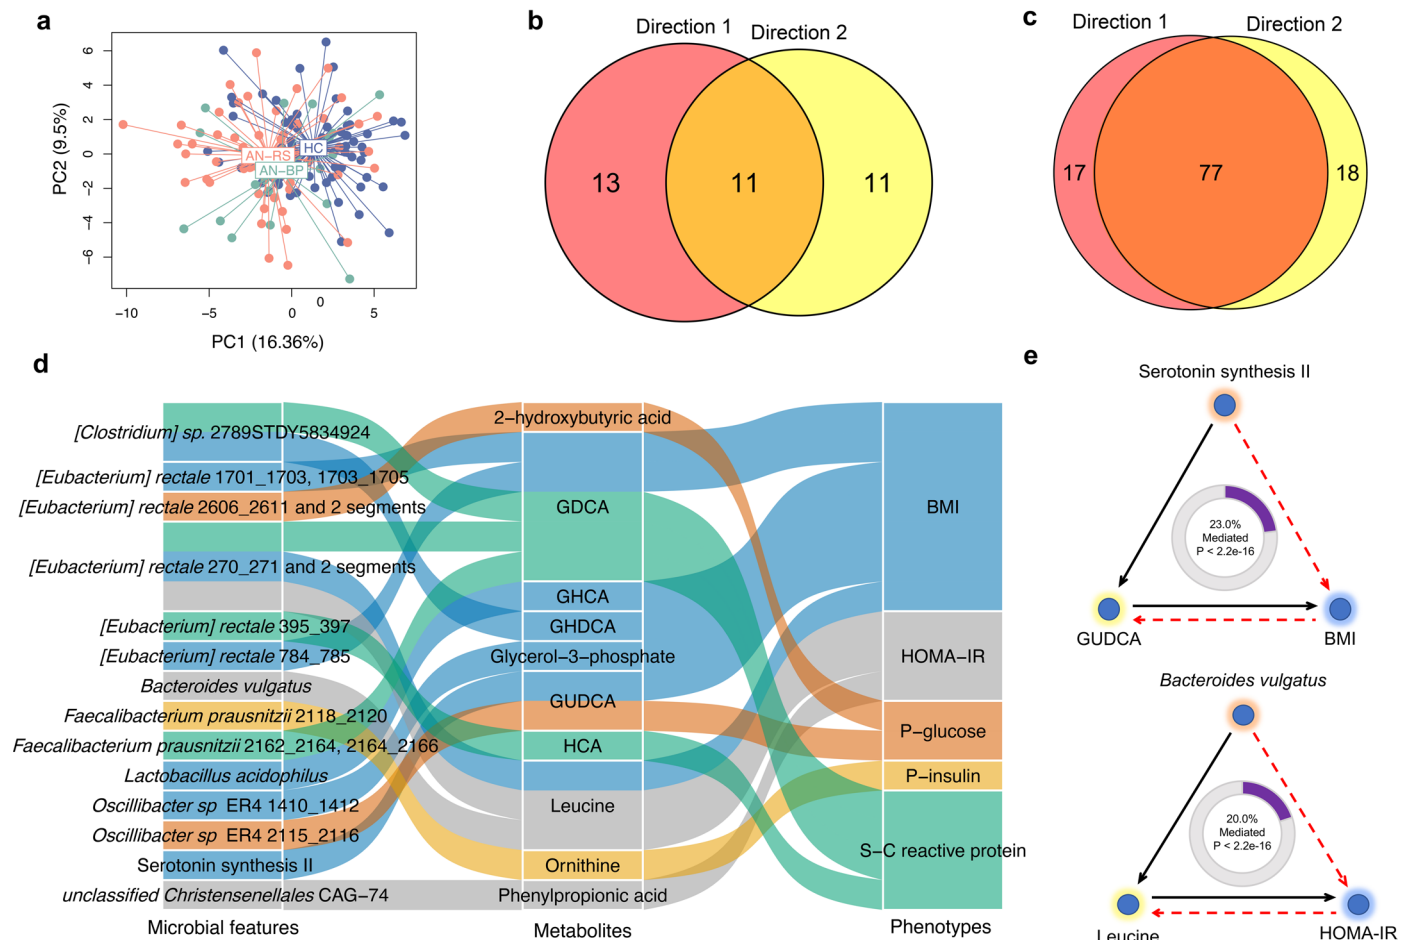 a
6
4
2
0
−2
−4
−6
PC2 (9.5%)
HC
AN−RS
AN−BP
−10
−5
0
0
5
PC1 (16.36%)
b
Direction 1
Direction 2
13
11
11
c
Direction 1
Direction 2
17
77
18
d
[Clostridium] sp. 2789STDY5834924
[Eubacterium] rectale 1701_1703, 1703_1705
[Eubacterium] rectale 2606_2611 and 2 segments
[Eubacterium] rectale 270_271 and 2 segments
[Eubacterium] rectale 395_397
[Eubacterium] rectale 784_785
Bacteroides vulgatus
Faecalibacterium prausnitzii 2118_2120
Faecalibacterium prausnitzii 2162_2164, 2164_2166
Lactobacillus acidophilus
Oscillibacter sp ER4 1410_1412
Oscillibacter sp ER4 2115_2116
Serotonin synthesis II
unclassified Christensenellales CAG−74
Microbial features
2−hydroxybutyric acid
GDCA
GHCA
GHDCA
Glycerol−3−phosphate
GUDCA
HCA
Leucine
Ornithine
Phenylpropionic acid
Metabolites
BMI
HOMA−IR
P−glucose
P−insulin
S−C reactive protein
Phenotypes
e
Serotonin synthesis II
23.0%
Mediated
P < 2.2e-16
GUDCA
BMI
Bacteroides vulgatus
20.0%
Mediated
P < 2.2e-16
Leucine
HOMA-IR